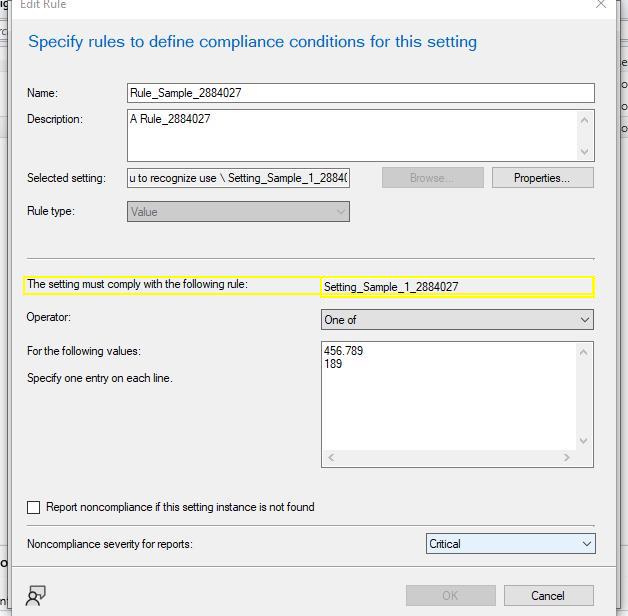 Edit Rule
Specify rules to define compliance conditions for this setting
Name:
Rule_Sample_2884027
Description:
A Rule_2884027
Selected setting:
u to recognize use \ Setting_Sample_1_28840
Browse...
Properties...
Rule type:
Value
The setting must comply with the following rule:
Setting_Sample_1_2884027
Operator:
One of
For the following values:
456.789
189
Specify one entry on each line.
Report noncompliance if this setting instance is not found
Noncompliance severity for reports:
Critical
OK
Cancel